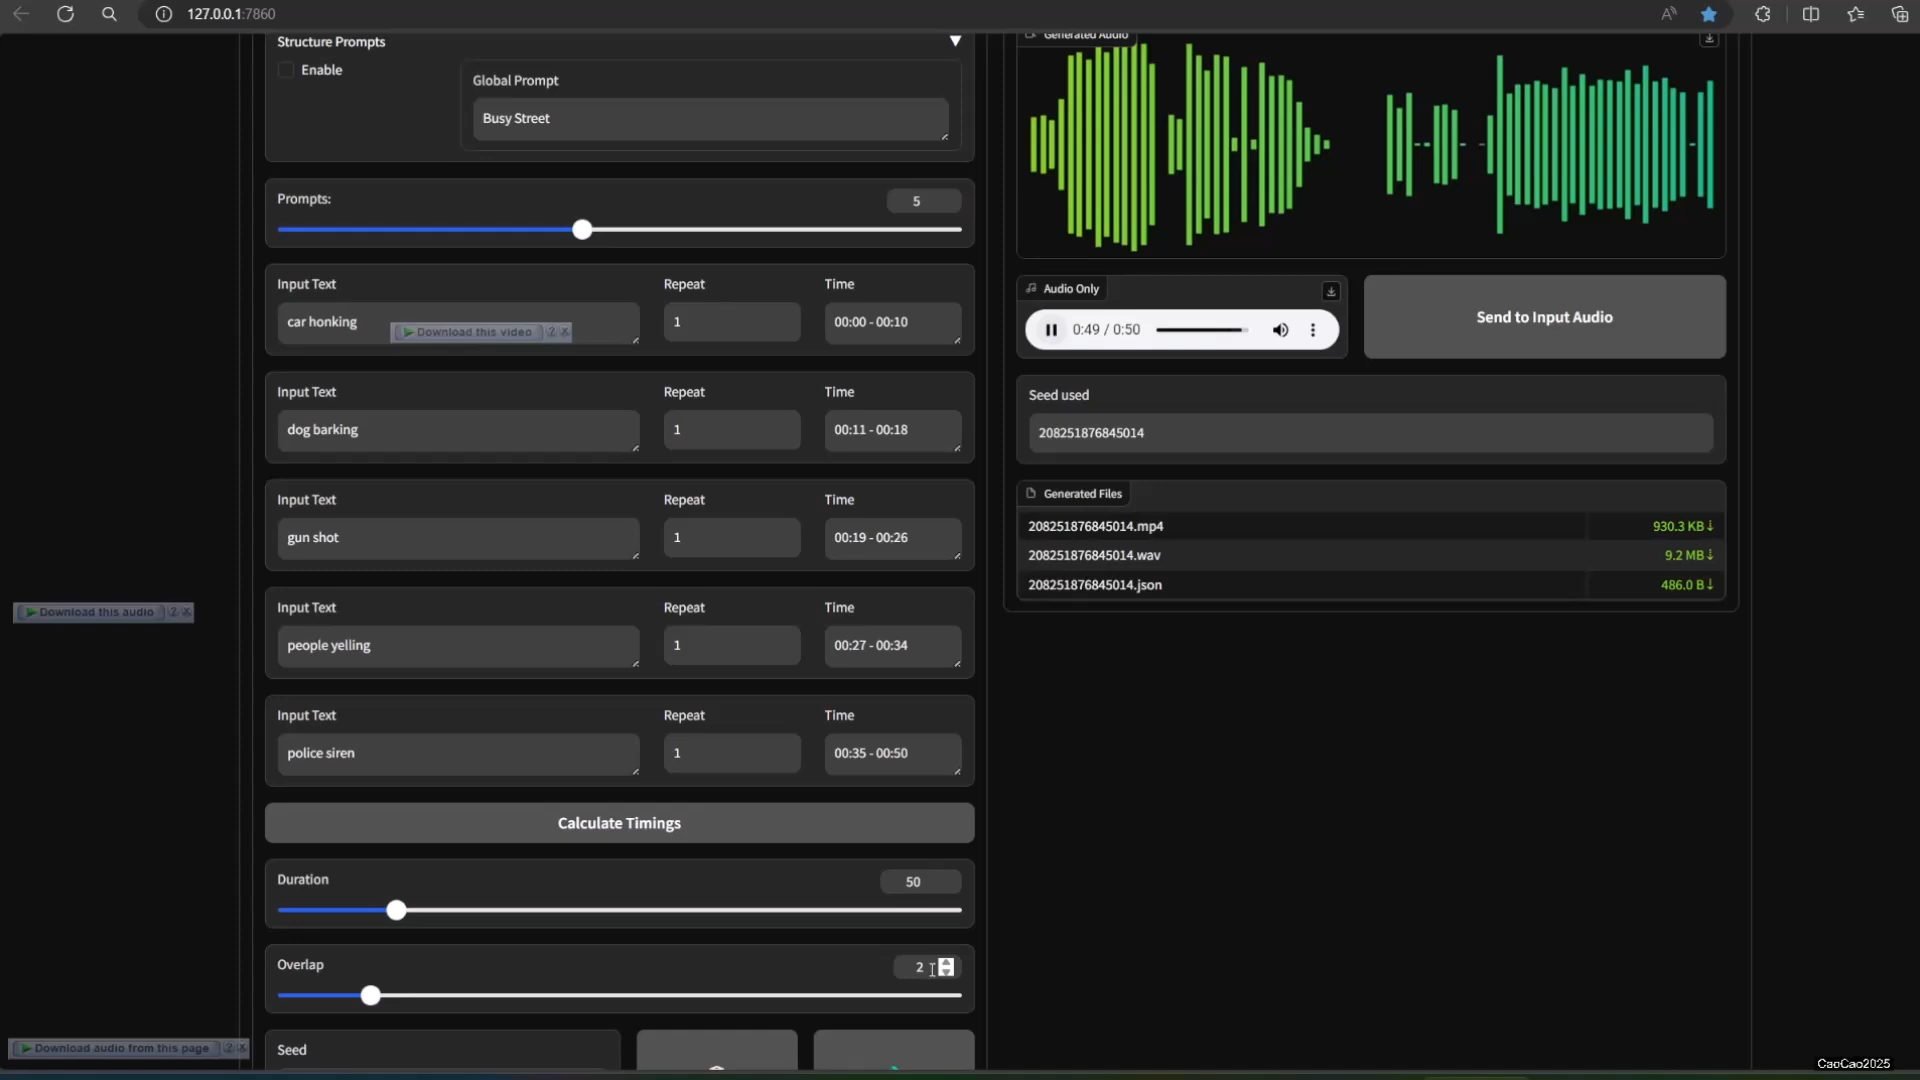 127.0.0.1:7860
Structure Prompts
Enable
Global Prompt
Busy Street
Prompts:
5
Input Text
Repeat
Time
car honking
1
00:00 - 00:10
Download this video
Input Text
Repeat
Time
dog barking
1
00:11 - 00:18
Input Text
Repeat
Time
gun shot
1
00:19 - 00:26
Input Text
Repeat
Time
people yelling
1
00:27 - 00:34
Input Text
Repeat
Time
police siren
1
00:35 - 00:50
Calculate Timings
Duration
50
Overlap
2
Seed
Generated Audio
Audio Only
0:49 / 0:50
Send to Input Audio
Seed used
208251876845014
Generated Files
208251876845014.mp4
930.3 KB↓
208251876845014.wav
9.2 MB↓
208251876845014.json
486.0 B↓
Download this audio
Download audio from this page
CaoCao2025